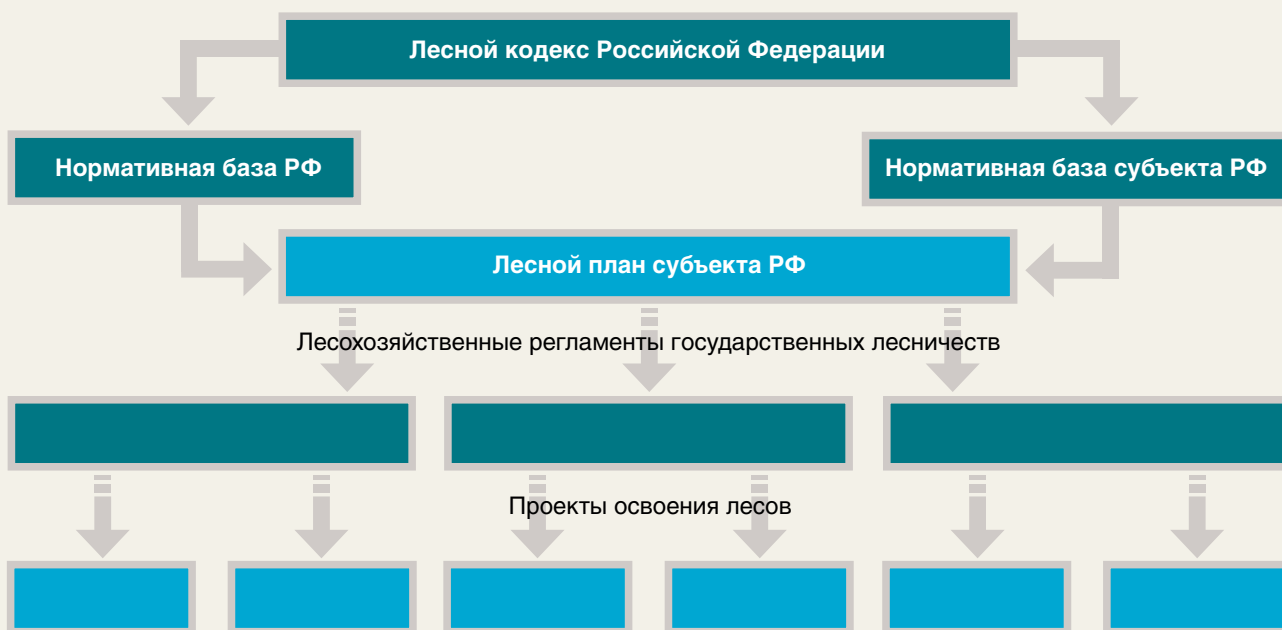 Лесной кодекс Российской Федерации
Нормативная база РФ
Нормативная база субъекта РФ
Лесной план субъекта РФ
Лесохозяйственные регламенты государственных лесничеств
Проекты освоения лесов